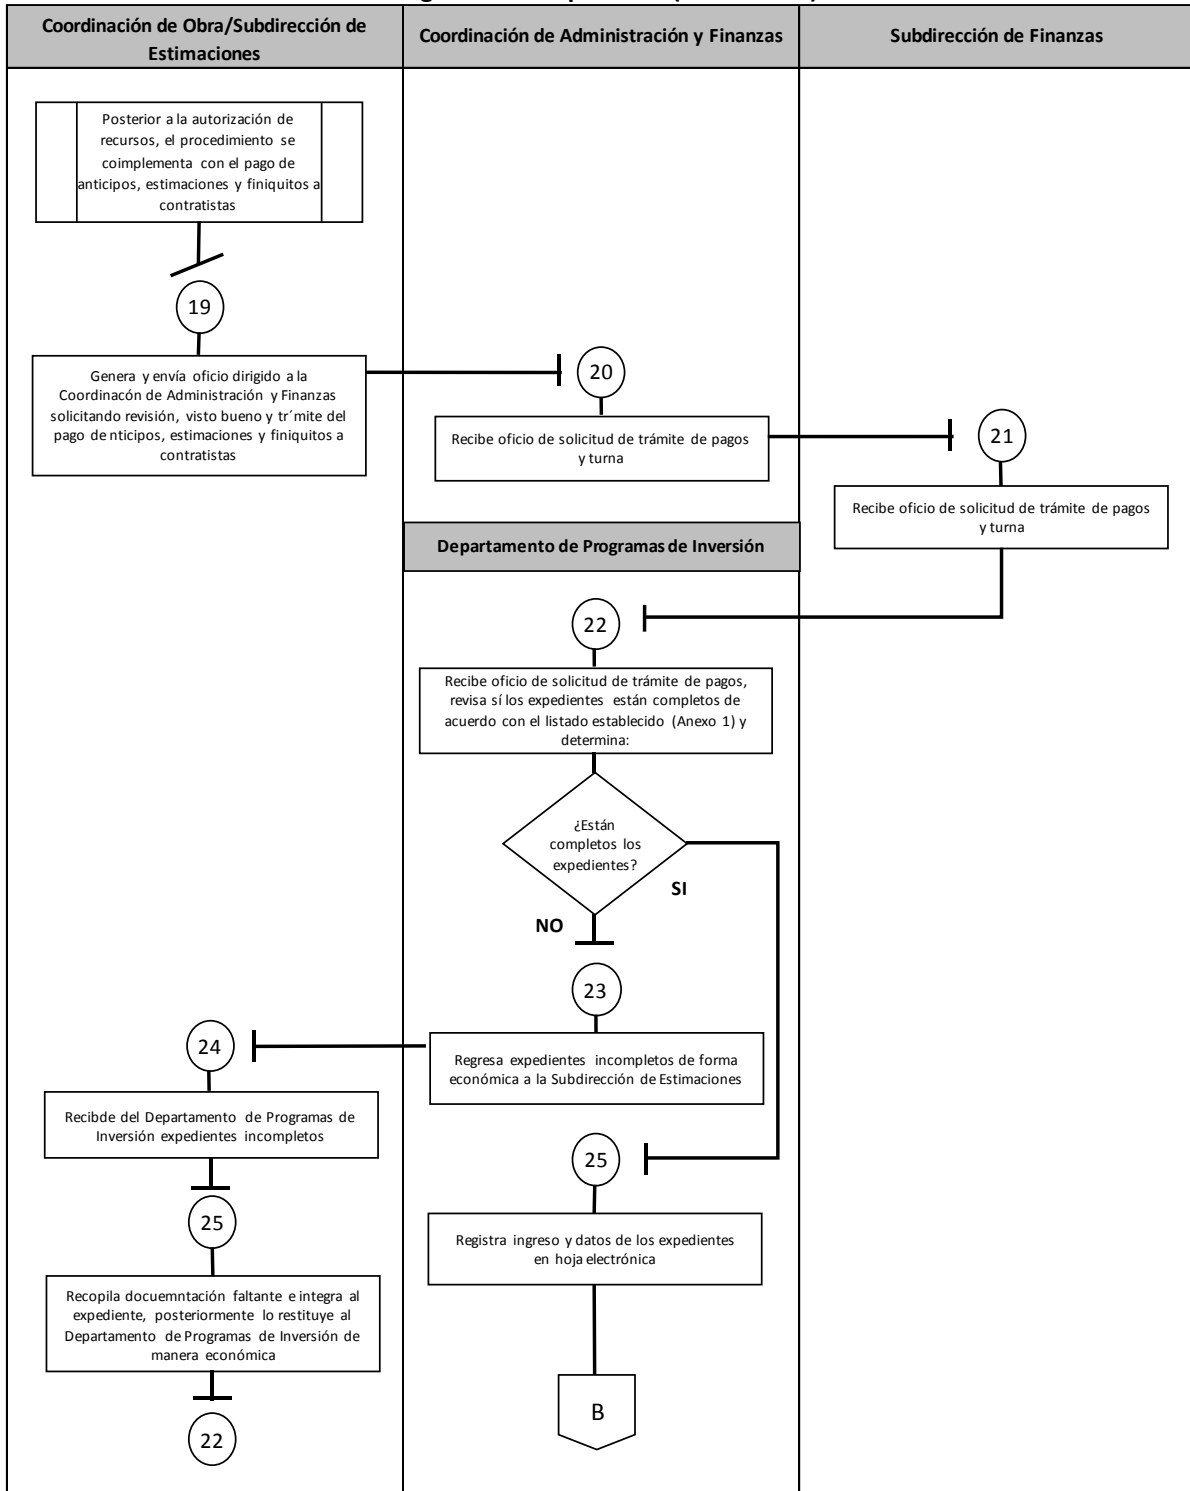 Coordinación de Obra/Subdirección de
Estimaciones
Coordinación de Administración y Finanzas
Subdirección de Finanzas
Posterior a la autorización de
recursos, el procedimiento se
coimplementa con el pago de
anticipos, estimaciones y finiquitos a
contratistas
19
Genera y envía oficio dirigido a la
Coordinacón de Administración y Finanzas
solicitando revisión, visto bueno y tr´mite del
pago de nticipos, estimaciones y finiquitos a
contratistas
20
Recibe oficio de solicitud de trámite de pagos
y turna
21
Recibe oficio de solicitud de trámite de pagos
y turna
Departamento de Programas de Inversión
22
Recibe oficio de solicitud de trámite de pagos,
revisa sí los expedientes están completos de
acuerdo con el listado establecido (Anexo 1) y
determina:
¿Están
completos los
expedientes?
SI
NO
23
Regresa expedientes incompletos de forma
económica a la Subdirección de Estimaciones
24
Recibde del Departamento de Programas de
Inversión expedientes incompletos
25
Recopila docuemntación faltante e integra al
expediente, posteriormente lo restituye al
Departamento de Programas de Inversión de
manera económica
22
25
Registra ingreso y datos de los expedientes
en hoja electrónica
B